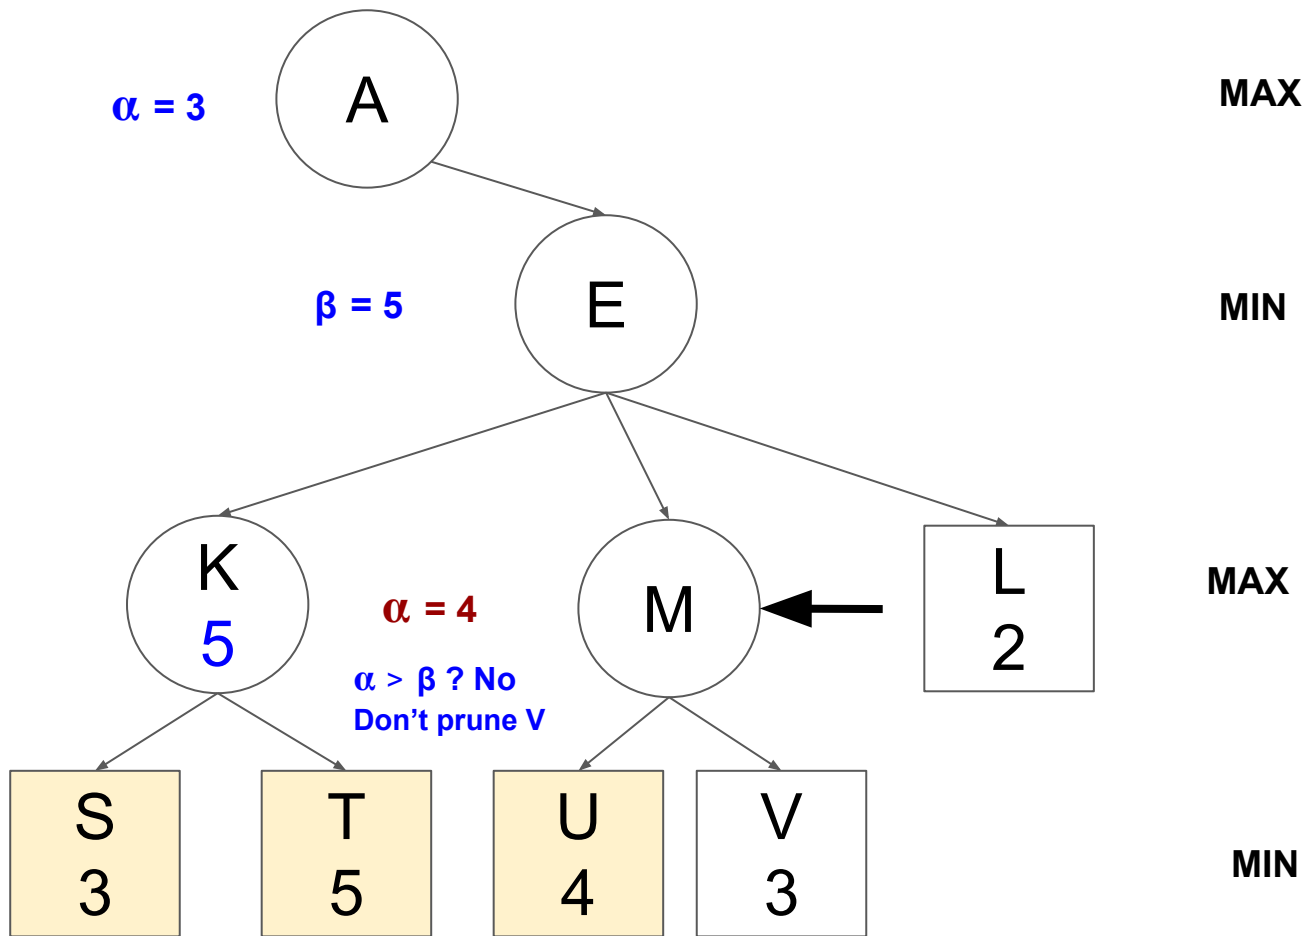 α = 3
A
MAX
β = 5
E
MIN
K
5
α = 4
α > β ? No
Don't prune V
M
L
2
MAX
S
3
T
5
U
4
V
3
MIN